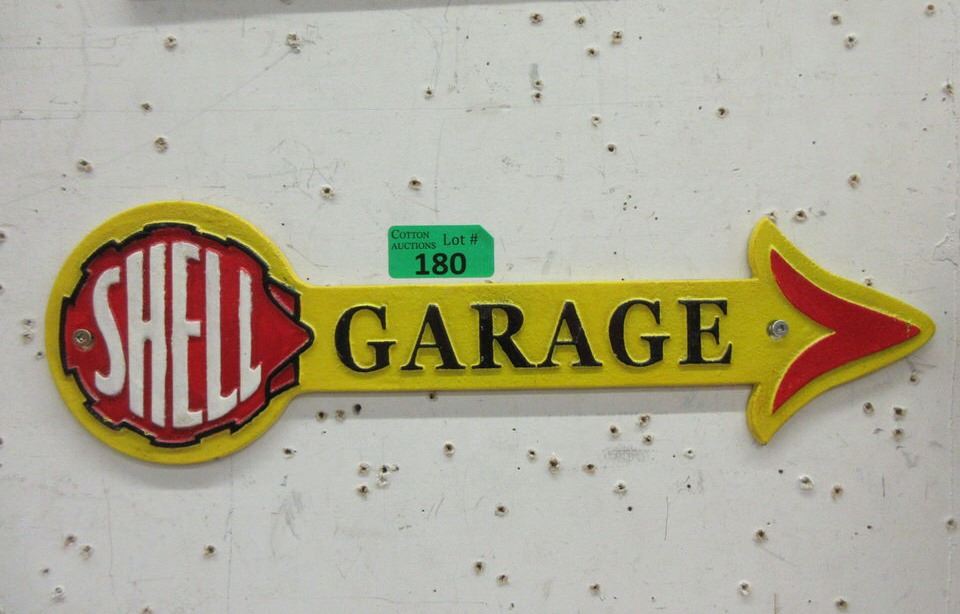 COTTON
AUCTIONS Lot #
180
SHELL GARAGE